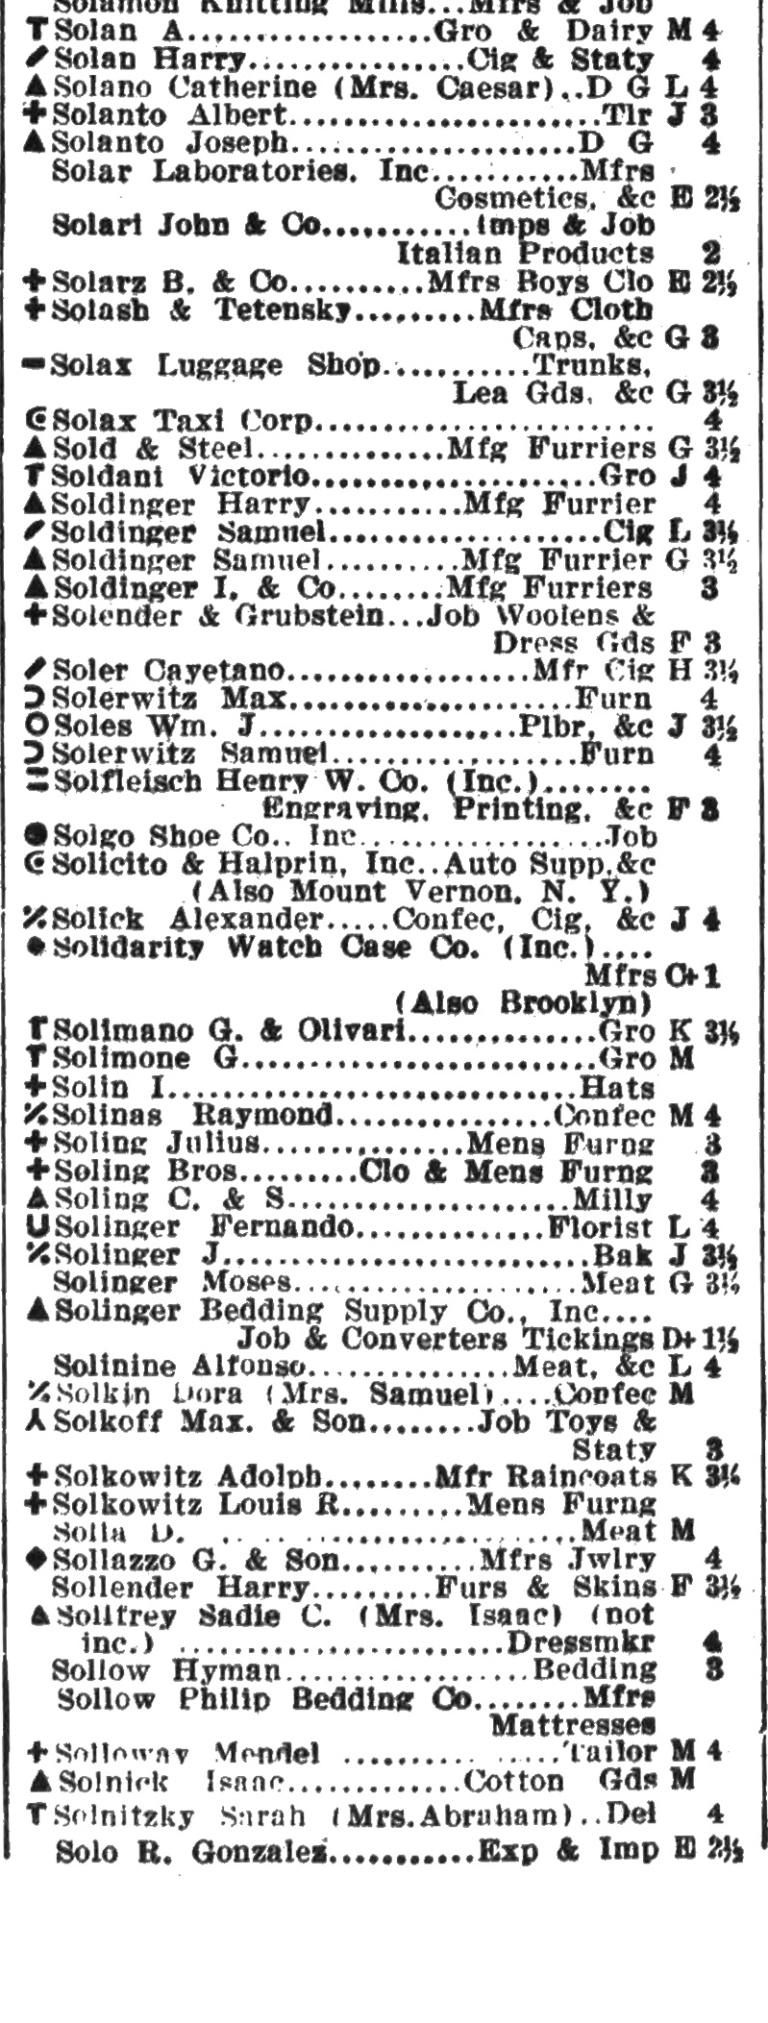 Solamon Knitting Mills...Mfrs & Job
Solan A..................Gro & Dairy M 4
Solan Harry................Cig & Staty 4
▲Solano Catherine (Mrs. Caesar)..D G L 4
+Solanto Albert.......................Tlr J 3
▲Solanto Joseph.....................D G 4
Solar Laboratories, Inc...........Mfrs
Cosmetics, &c E 2½
Solari John & Co...........Imps & Job
Italian Products 2
+Solarz B. & Co..........Mfrs Boys Clo E 2½
+Solash & Tetensky.........Mfrs Cloth
Caps, &c G 3
Solax Luggage Shop...........Trunks,
Lea Gds, &c G 3½
Solax Taxi Corp......................... 4
▲Sold & Steel..............Mfg Furriers G 3½
Soldani Victorio.....................Gro J 4
▲Soldinger Harry...........Mfg Furrier 4
Soldinger Samuel....................Cig L 3½
▲Soldinger Samuel..........Mfg Furrier G 3½
▲Soldinger I. & Co........Mfg Furriers 3
+Solender & Grubstein...Job Woolens &
Dress Gds F 3
Soler Cayetano..................Mfr Cig H 3½
Solerwitz Max.....................Furn 4
Soles Wm. J...................Plbr, &c J 3½
Solerwitz Samuel..................Furn 4
Solfleisch Henry W. Co. (Inc.)........
Engraving, Printing, &c F 3
●Solgo Shoe Co., Inc..................Job
Solicito & Halprin, Inc..Auto Supp,&c
(Also Mount Vernon, N. Y.)
Solick Alexander.....Confec, Cig, &c J 4
Solidarity Watch Case Co. (Inc.)....
Mfrs C+1
(Also Brooklyn)
Solimano G. & Olivari..............Gro K 3½
Solimone G..........................Gro M
+Solin I..............................Hats
Solinas Raymond................Confec M 4
+Soling Julius...............Mens Furng 3
+Soling Bros.........Clo & Mens Furng 3
▲Soling C. & S.....................Milly 4
Solinger Fernando..............Florist L 4
Solinger J...........................Bak J 3½
Solinger Moses.....................Meat G 3½
▲Solinger Bedding Supply Co., Inc....
Job & Converters Tickings D+1½
Solinine Alfonso...............Meat, &c L 4
Solkin Dora (Mrs. Samuel)....Confec M
Solkoff Max. & Son........Job Toys &
Staty 3
+Solkowitz Adolph........Mfr Raincoats K 3½
+Solkowitz Louis R.........Mens Furng
Solla D. .........................Meat M
◆Sollazzo G. & Son..........Mfrs Jwlry 4
Sollender Harry.........Furs & Skins F 3½
▲Sollfrey Sadie C. (Mrs. Isaac) (not
inc.) ........................Dressmkr 4
Sollow Hyman..................Bedding 3
Sollow Philip Bedding Co........Mfrs
Mattresses
+Solloway Mendel ................Tailor M 4
▲Solnick Isaac.............Cotton Gds M
Solnitzky Sarah (Mrs.Abraham)..Del 4
Solo R. Gonzalez...........Exp & Imp E 2½